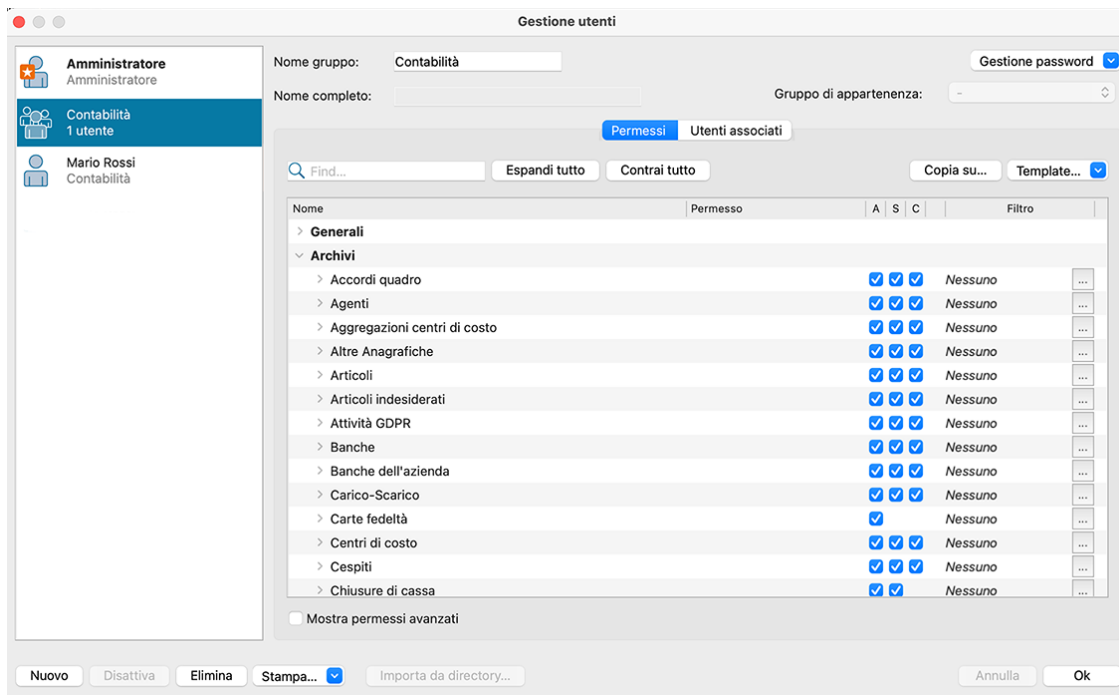 Gestione utenti
Amministratore
Amministratore
Contabilità
1 utente
Mario Rossi
Contabilità
Nome gruppo: Contabilità Gestione password
Nome completo: Gruppo di appartenenza: -
Permessi Utenti associati
Find... Espandi tutto Contrai tutto Copia su... Template...
Nome Permesso A S C Filtro
Generali
Archivi
Accordi quadro Nessuno ...
Agenti Nessuno ...
Aggregazioni centri di costo Nessuno ...
Altre Anagrafiche Nessuno ...
Articoli Nessuno ...
Articoli indesiderati Nessuno ...
Attività GDPR Nessuno ...
Banche Nessuno ...
Banche dell'azienda Nessuno ...
Carico-Scarico Nessuno ...
Carte fedeltà Nessuno ...
Centri di costo Nessuno ...
Cespiti Nessuno ...
Chiusure di cassa Nessuno ...
Mostra permessi avanzati
Nuovo Disattiva Elimina Stampa... Importa da directory... Annulla Ok